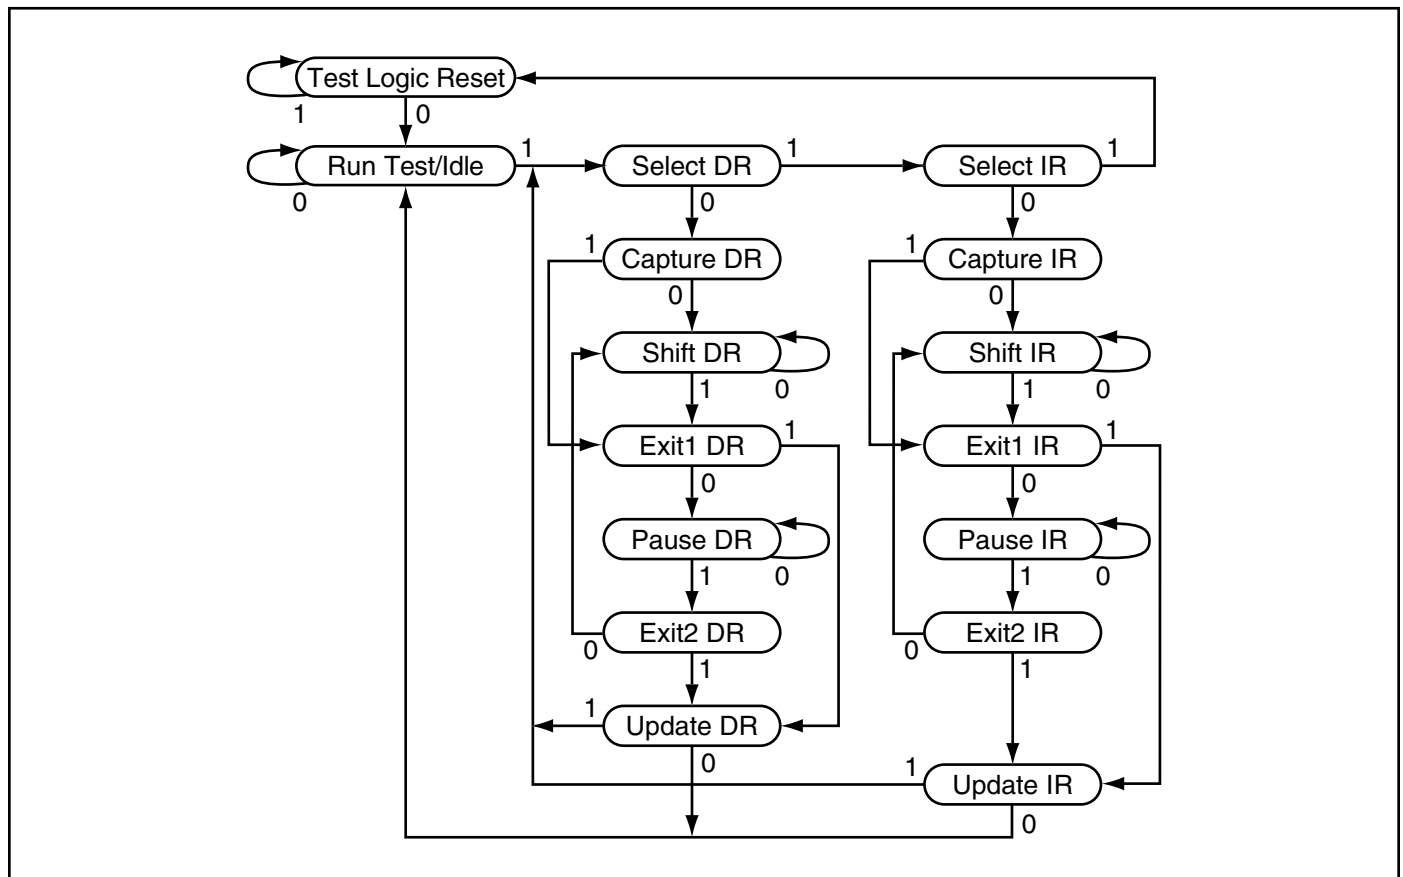 Test Logic Reset
1
0
Run Test/Idle
1
Select DR
1
Select IR
1
0
0
0
1
Capture DR
1
Capture IR
0
0
Shift DR
Shift IR
1
0
1
0
Exit1 DR
1
Exit1 IR
1
0
0
Pause DR
Pause IR
1
0
1
0
Exit2 DR
Exit2 IR
0
1
0
1
1
Update DR
0
1
Update IR
0